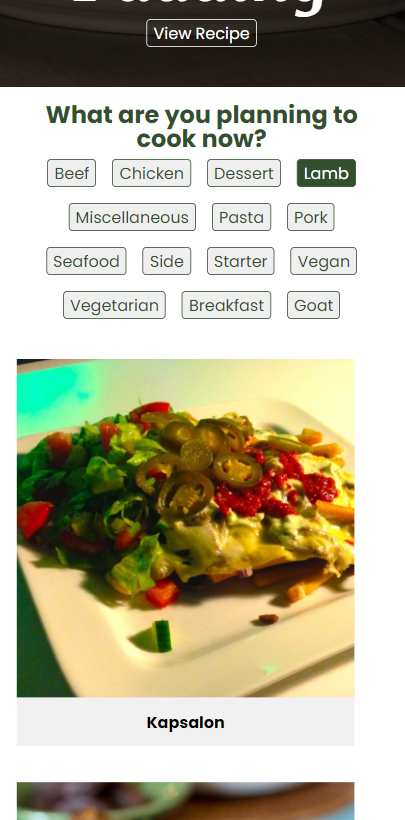 View Recipe
What are you planning to
cook now?
Beef Chicken Dessert Lamb
Miscellaneous Pasta Pork
Seafood Side Starter Vegan
Vegetarian Breakfast Goat
Kapsalon